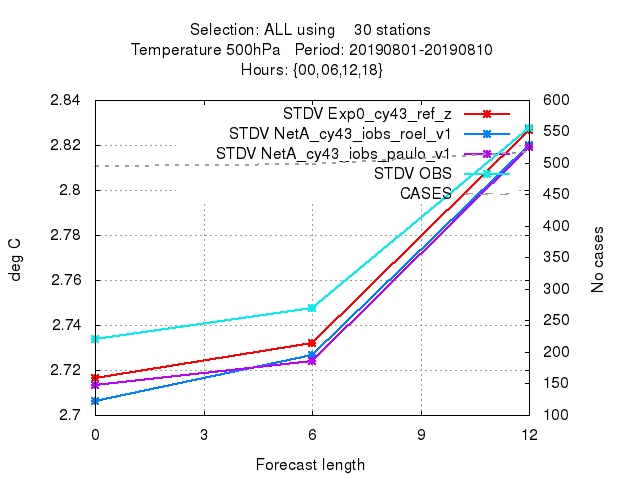 Selection: ALL using    30 stations
Temperature 500hPa   Period: 20190801-20190810
Hours: {00,06,12,18}
STDV Exp0_cy43_ref_z
STDV NetA_cy43_iobs_roel_v1
STDV NetA_cy43_iobs_paulo_v1
STDV OBS
CASES
deg C
2.84
2.82
2.8
2.78
2.76
2.74
2.72
2.7
600
550
500
450
400
350
300
250
200
150
100
No cases
0 3 6 9 12
Forecast length